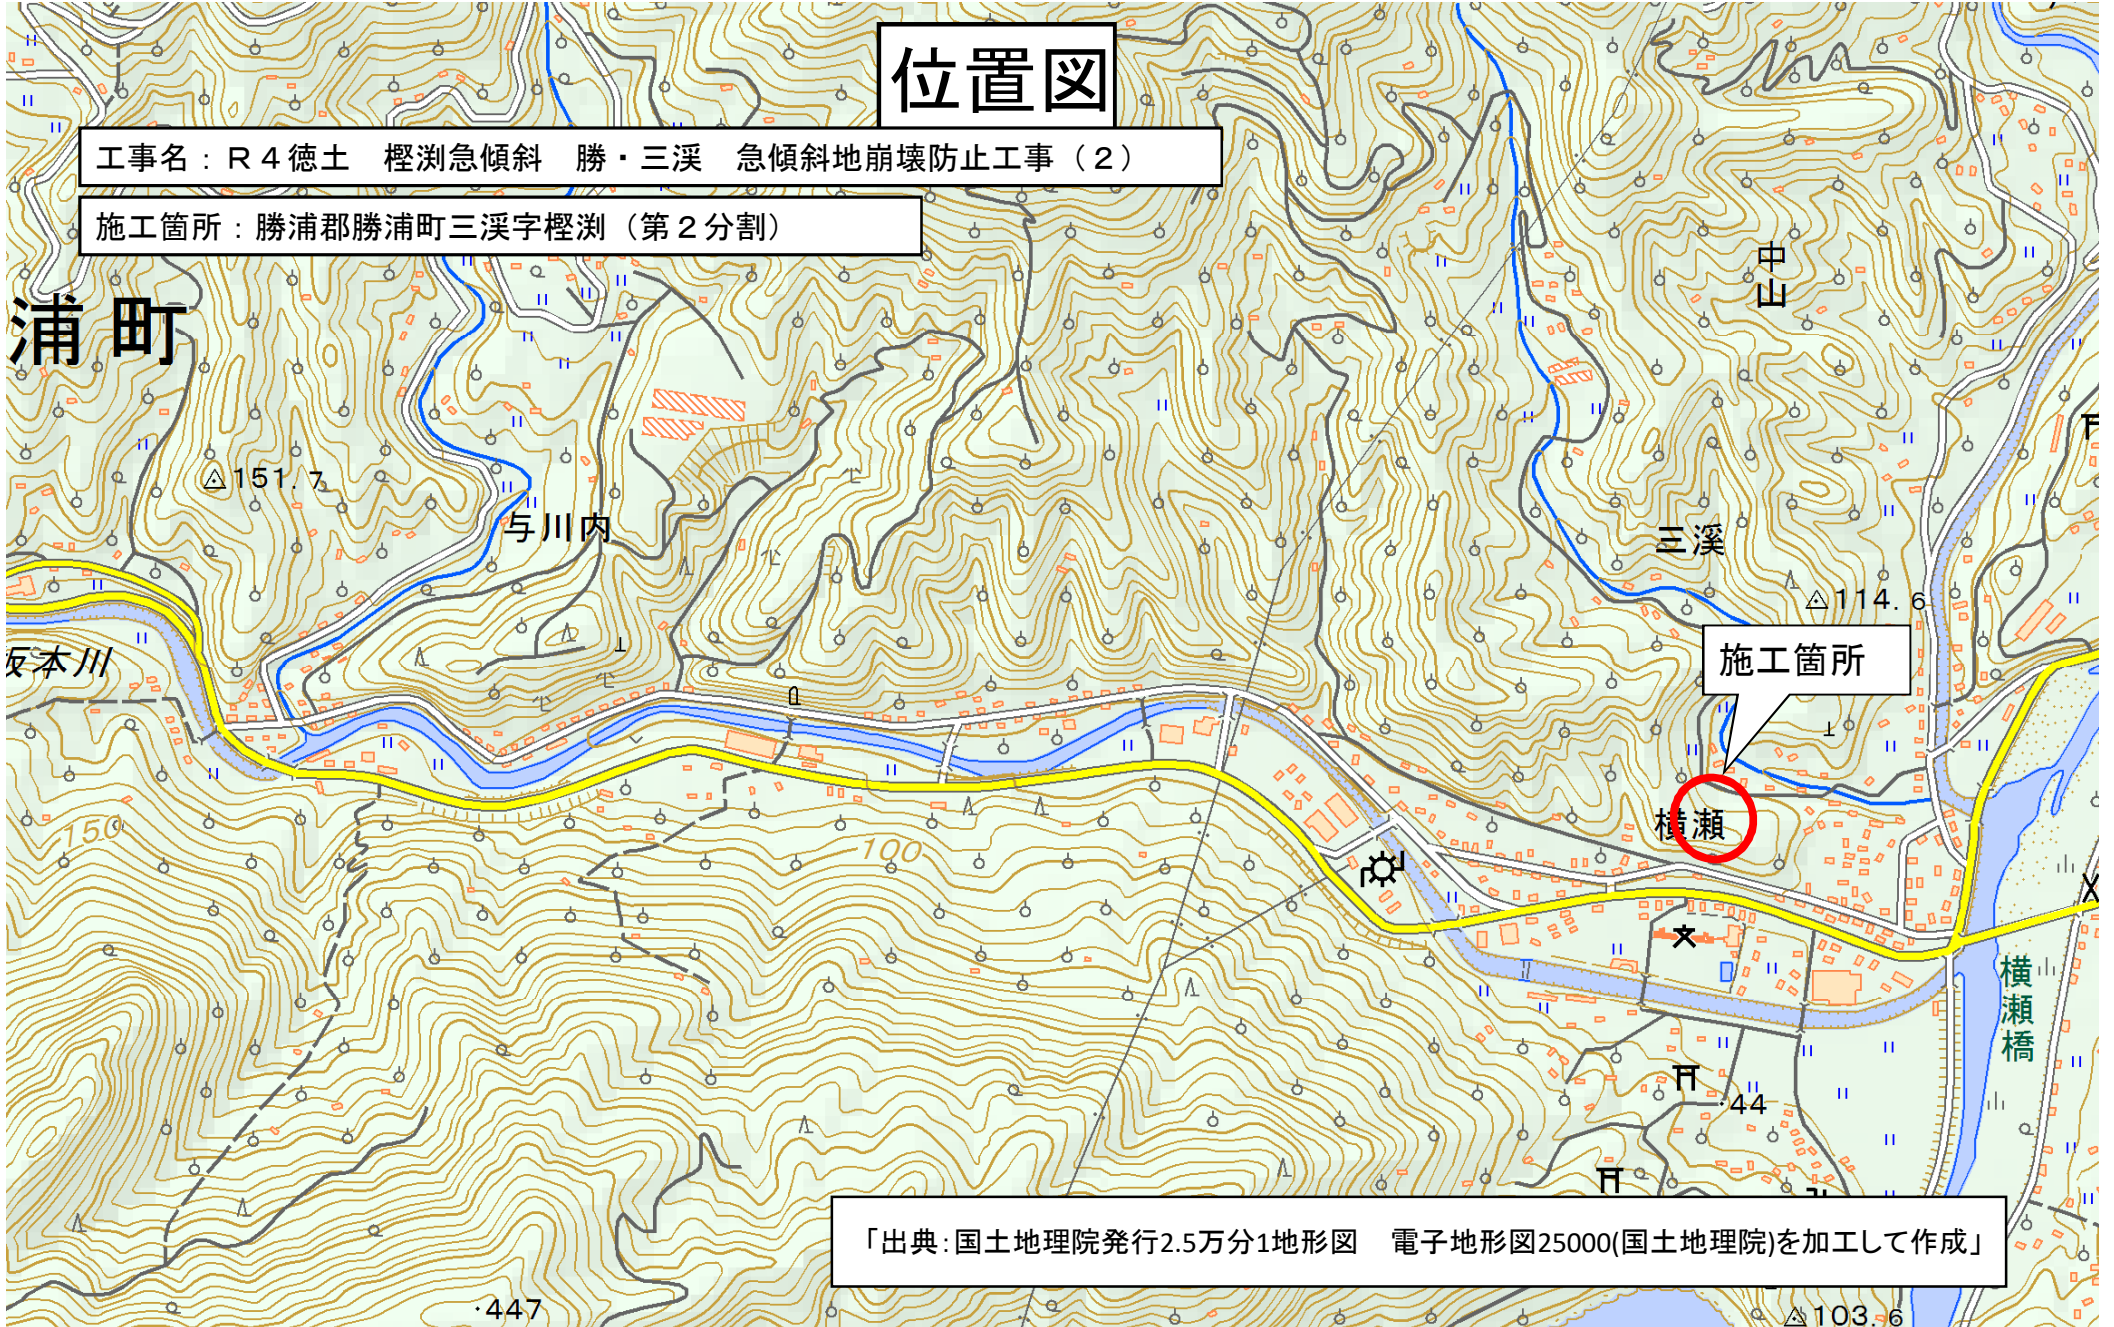 位置図
工事名：Ｒ４徳土　樫渕急傾斜　勝・三渓　急傾斜地崩壊防止工事（２）
施工箇所：勝浦郡勝浦町三渓字樫渕（第２分割）
中山
浦町
151.7
与川内
三渓
114.6
坂本川
施工箇所
横瀬
150
100
横瀬橋
44
「出典：国土地理院発行2.5万分1地形図　電子地形図25000(国土地理院)を加工して作成」
447
103.6